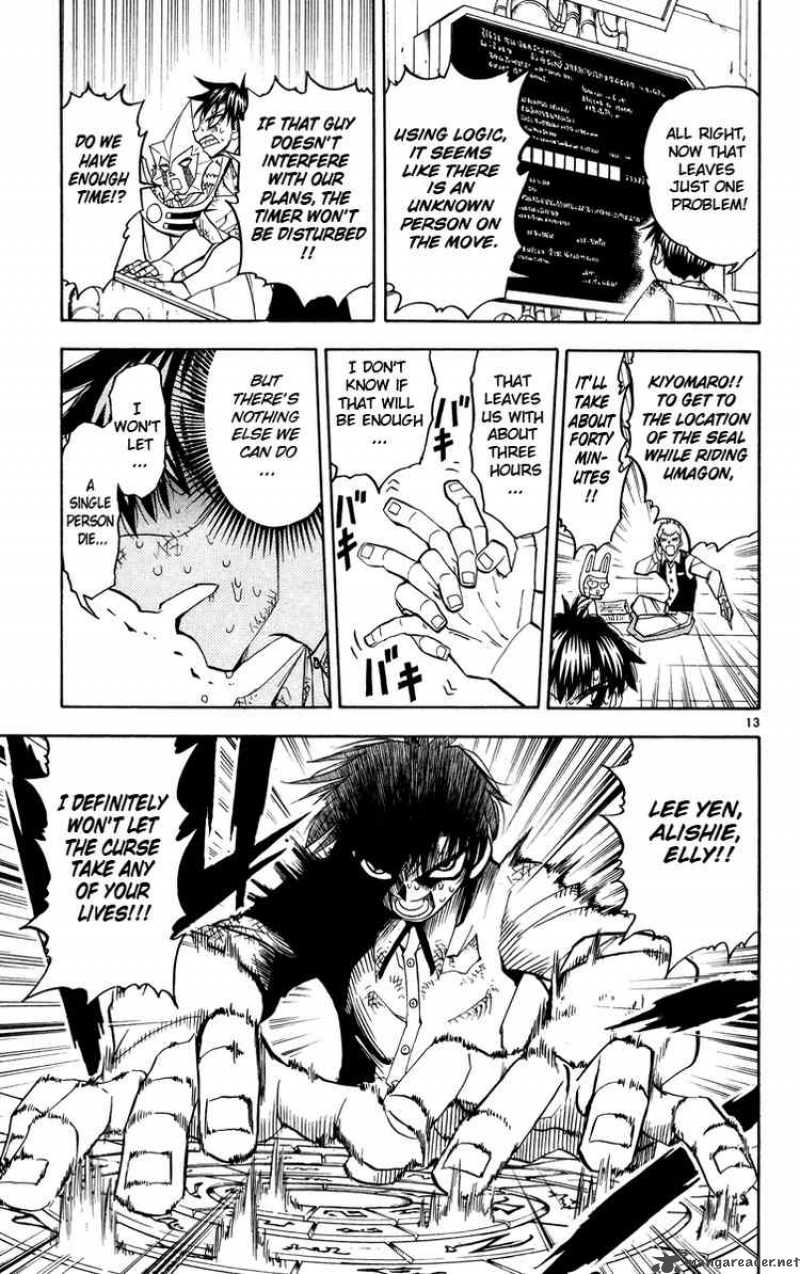 ALL RIGHT,
NOW THAT
LEAVES
JUST ONE
PROBLEM!
USING LOGIC,
IT SEEMS
LIKE THERE
IS AN
UNKNOWN
PERSON ON
THE MOVE.
IF THAT GUY
DOESN'T
INTERFERE
WITH OUR
PLANS, THE
TIMER WON'T
BE DISTURBED
!!
DO WE
HAVE
ENOUGH
TIME!?
KIYOMARO!!
TO GET TO
THE LOCATION
OF THE SEAL
WHILE RIDING
UMAGON,
IT'LL
TAKE
ABOUT
FORTY
MIN-
UTES
!!
THAT
LEAVES
US WITH
ABOUT
THREE
HOURS
...
I DON'T
KNOW IF
THAT WILL
BE ENOUGH
...
バキ
バキ
バキ
BUT
THERE'S
NOTHING
ELSE WE
CAN DO
...
I
WON'T
LET
...
A
SINGLE
PERSON
DIE...
13
LEE YEN,
ALISHIE,
ELLY!!
I DEFINITELY
WON'T LET
THE CURSE
TAKE ANY
OF YOUR
LIVES!!!
mangareader.net